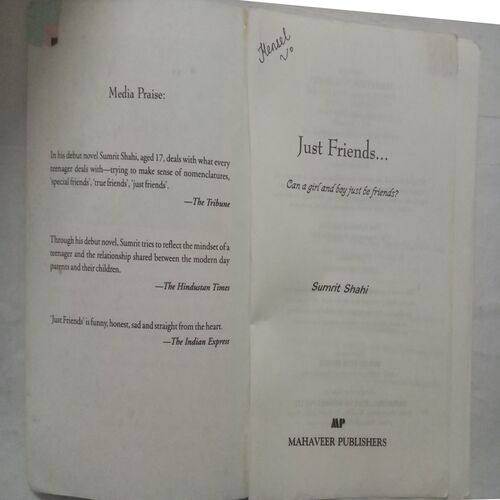 Media Praise:
In his debut novel Sumrit Shahi, aged 17, deals with what every
teenager deals with—trying to make sense of nomenclatures,
'special friends', 'true friends', 'just friends'.
—The Tribune
Through his debut novel, Sumrit tries to reflect the mindset of a
teenager and the relationship shared between the modern day
parents and their children.
—The Hindustan Times
'Just Friends' is funny, honest, sad and straight from the heart.
—The Indian Express
Just Friends...
Can a girl and boy just be friends?
Sumrit Shahi
MP
MAHAVEER PUBLISHERS